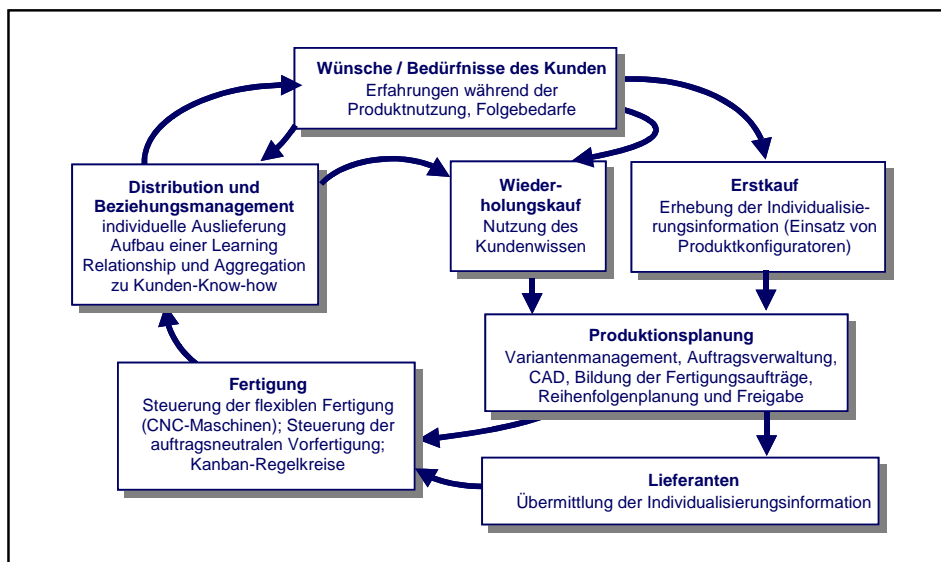 Wünsche / Bedürfnisse des Kunden
Erfahrungen während der
Produktnutzung, Folgebedarfe
Distribution und
Beziehungsmanagement
individuelle Auslieferung
Aufbau einer Learning
Relationship und Aggregation
zu Kunden-Know-how
Wieder-
holungskauf
Nutzung des
Kundenwissen
Erstkauf
Erhebung der Individualisie-
rungsinformation (Einsatz von
Produktkonfiguratoren)
Produktionsplanung
Variantenmanagement, Auftragsverwaltung,
CAD, Bildung der Fertigungsaufträge,
Reihenfolgenplanung und Freigabe
Fertigung
Steuerung der flexiblen Fertigung
(CNC-Maschinen); Steuerung der
auftragsneutralen Vorfertigung;
Kanban-Regelkreise
Lieferanten
Übermittlung der Individualisierungsinformation